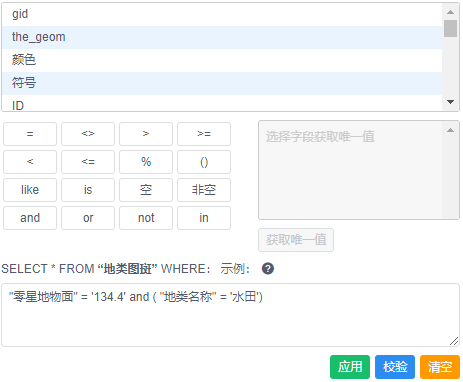 gid
the_geom
颜色
符号
ID
= <> > >=
< <= % ()
like is 空 非空
and or not in
选择字段获取唯一值
获取唯一值
SELECT * FROM “地类图斑” WHERE： 示例： ?
"零星地物面" = '134.4' and ( "地类名称" = '水田')
应用 校验 清空